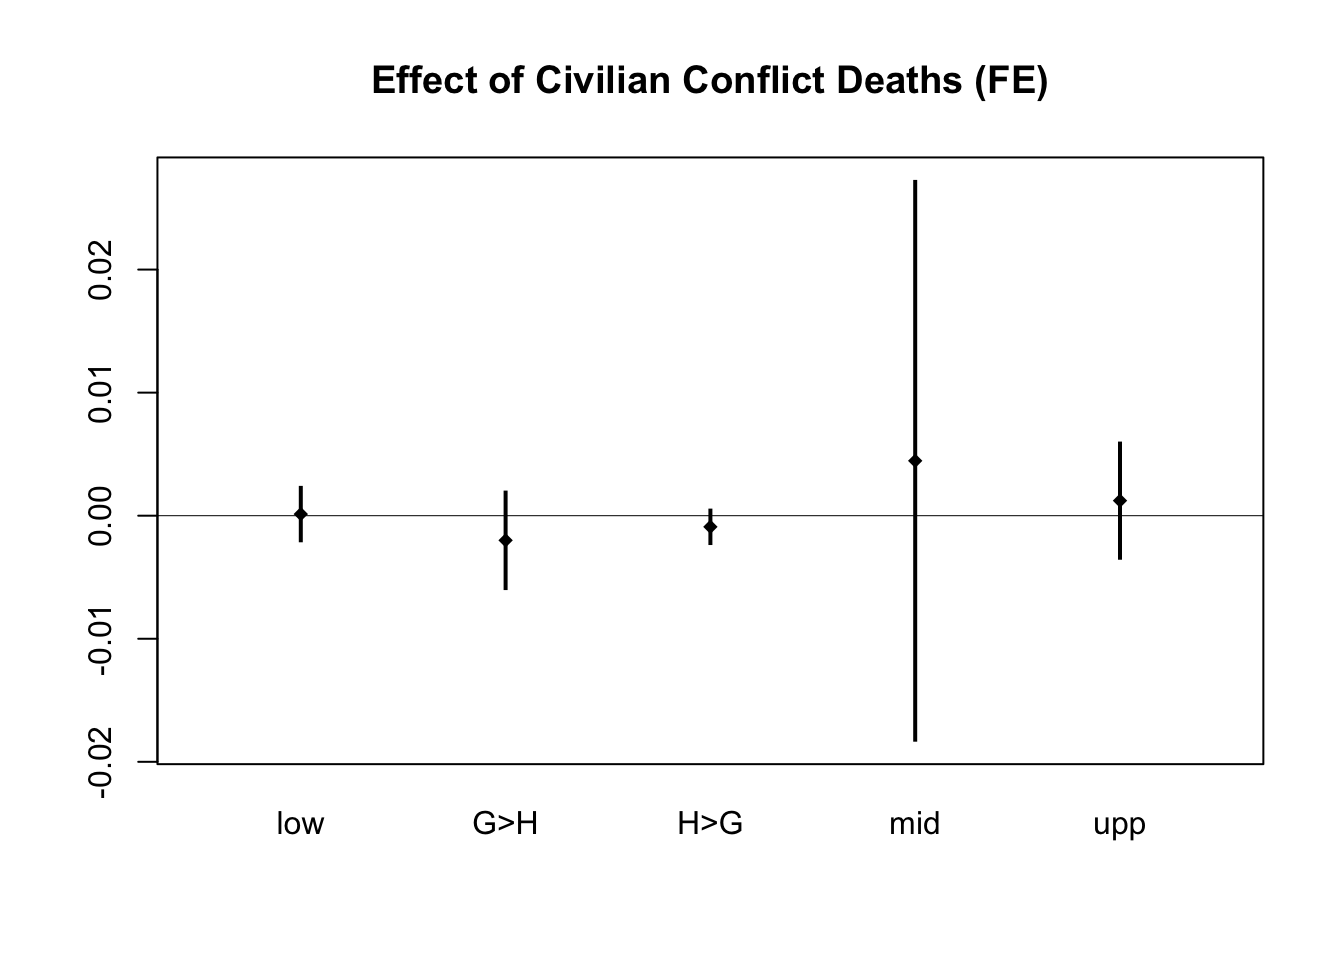 Effect of Civilian Conflict Deaths (FE)
0.02
0.01
0.00
-0.01
-0.02
low G>H H>G mid upp